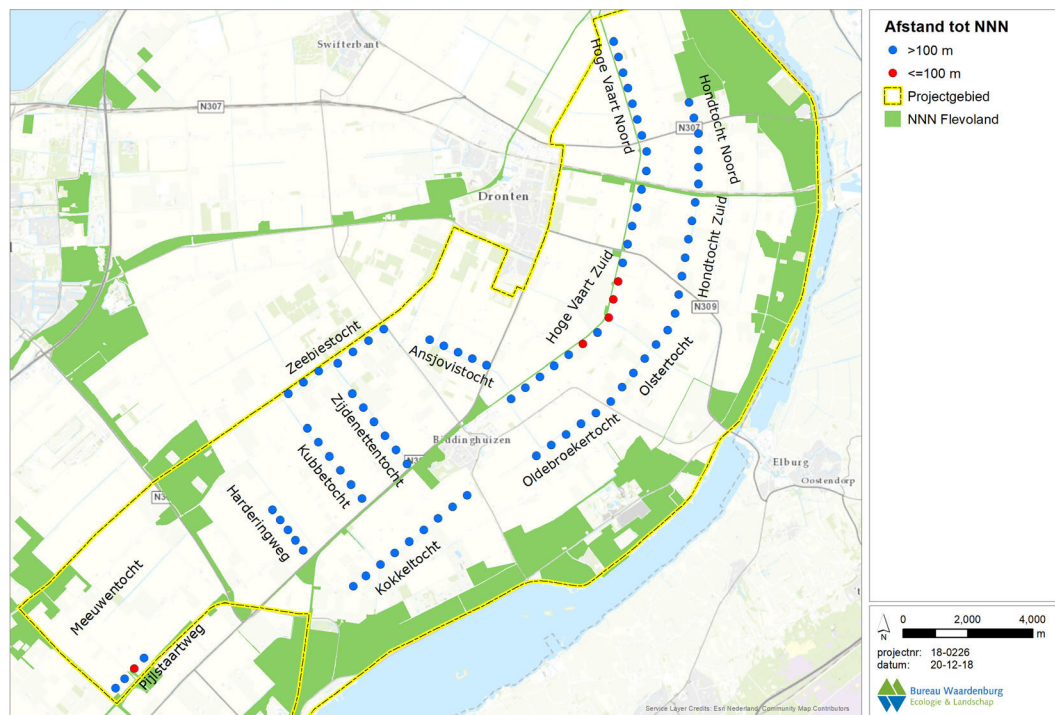 Swifterbant
N307
Hoge Vaart Noord
Hondtocht Noord
N307
Dronten
Hondtocht Zuid
Hoge Vaart Zuid
N309
Zeebiestocht
Ansjovistocht
Olstertocht
Zijdenettentocht
Biddinghuizen
Kubbetocht
Oldebroekertocht
Elburg
Oostendorp
Harderingweg
Kokkeltocht
Meeuwentocht
Pijlstaartweg
Service Layer Credits: Esri Nederland, Community Map Contributors
Afstand tot NNN
>100 m
<=100 m
Projectgebied
NNN Flevoland
N
0 2,000 4,000
m
projectnr: 18-0226
datum: 20-12-18
Bureau Waardenburg
Ecologie & Landschap